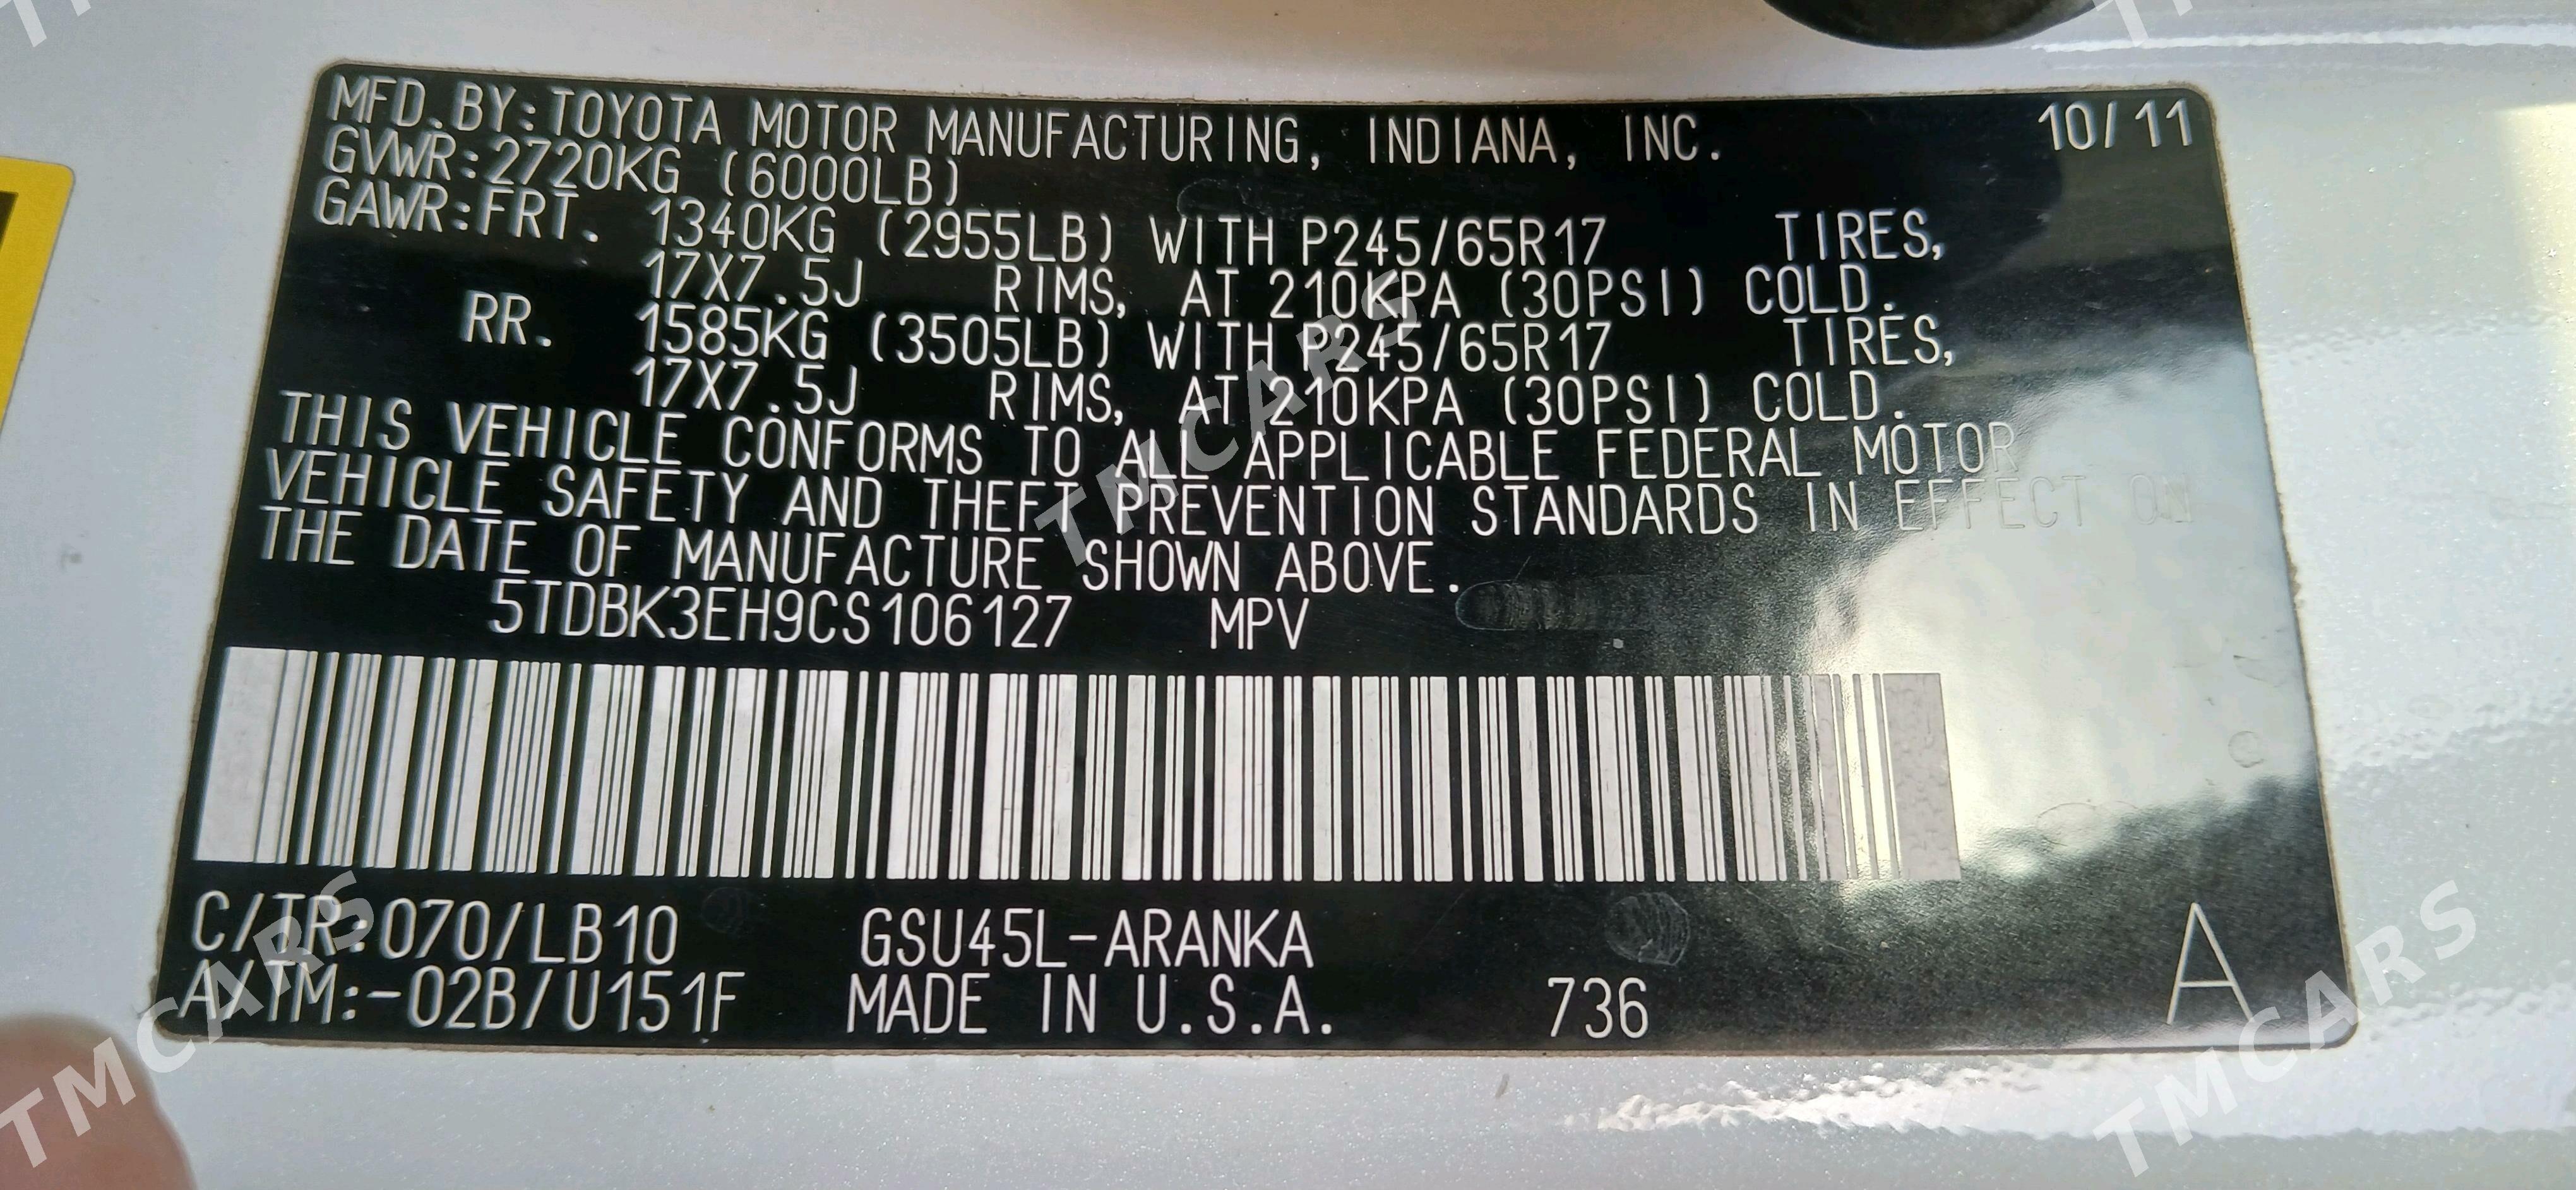 MFD.BY:TOYOTA MOTOR MANUFACTURING, INDIANA, INC. 10/11
GVWR:2720KG (6000LB)
GAWR:FRT. 1340KG (2955LB) WITH P245/65R17 TIRES,
17X7.5J RIMS, AT 210KPA (30PSI) COLD.
RR. 1585KG (3505LB) WITH P245/65R17 TIRES,
17X7.5J RIMS, AT 210KPA (30PSI) COLD.
THIS VEHICLE CONFORMS TO ALL APPLICABLE FEDERAL MOTOR
VEHICLE SAFETY AND THEFT PREVENTION STANDARDS IN EFFECT ON
THE DATE OF MANUFACTURE SHOWN ABOVE.
5TDBK3EH9CS106127 MPV
C/TR:070/LB10 GSU45L-ARANKA
A/TM:-02B/U151F MADE IN U.S.A. 736 A
TMCARS
TMCARS
TMCARS